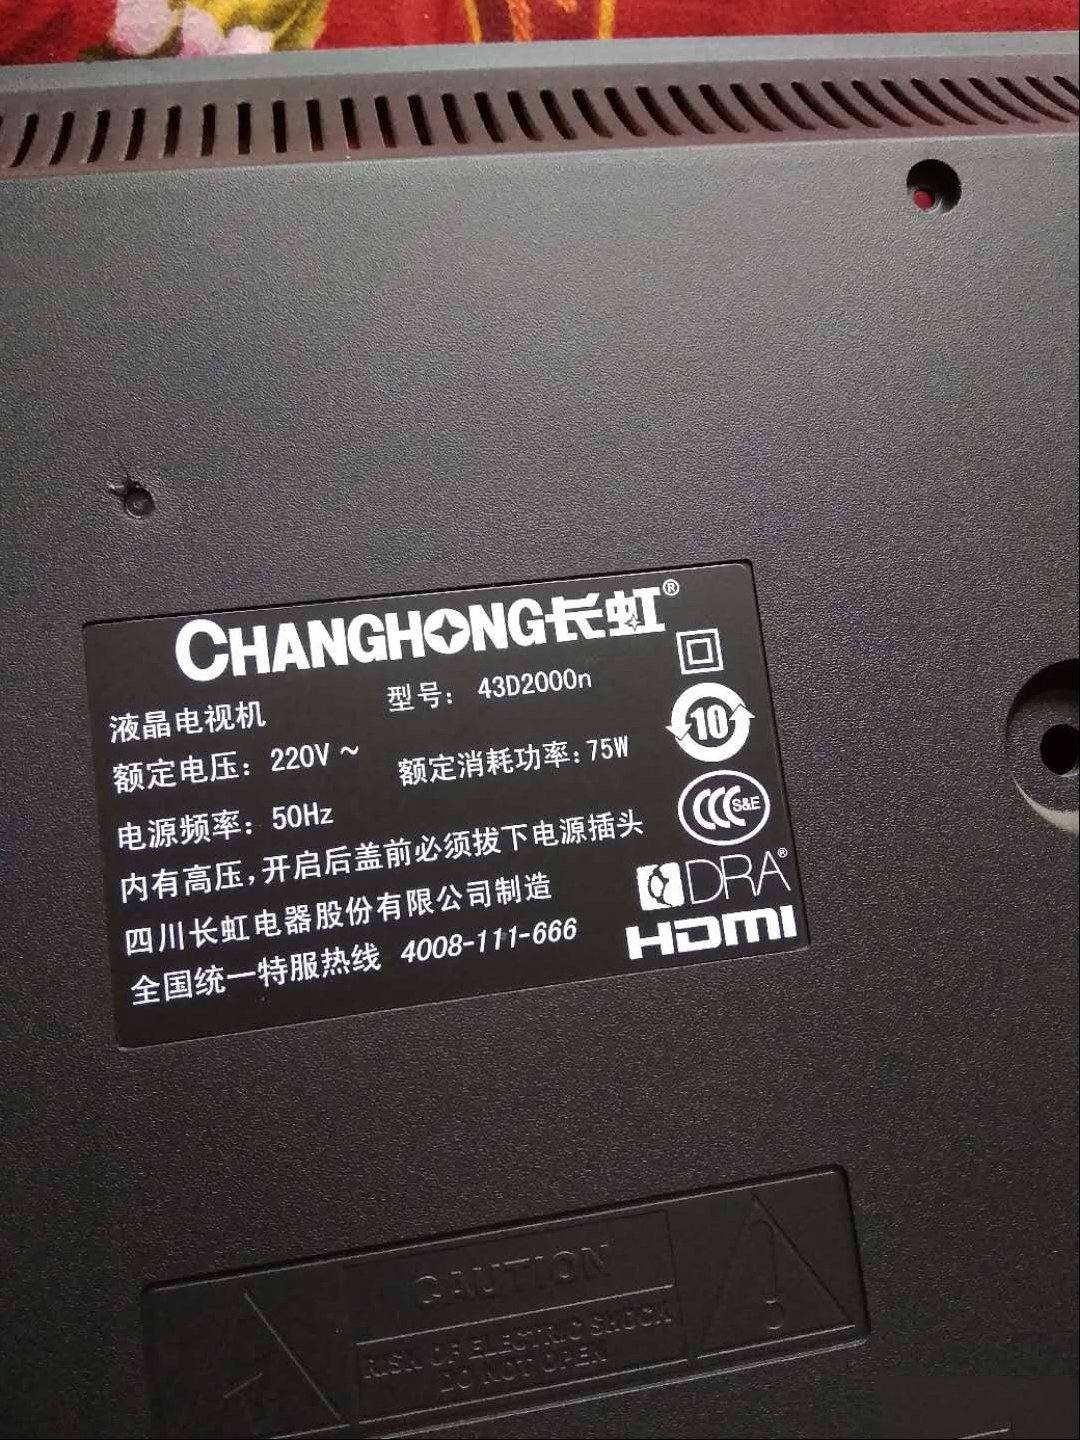 CHANGHONG长虹®
液晶电视机 型号: 43D2000n
额定电压: 220V ~ 额定消耗功率: 75W
电源频率: 50Hz
内有高压,开启后盖前必须拔下电源插头
四川长虹电器股份有限公司制造
全国统一特服热线 4008-111-666
10
CCC S&E
DRA®
HDMI
CAUTION
RISK OF ELECTRIC SHOCK
DO NOT OPEN